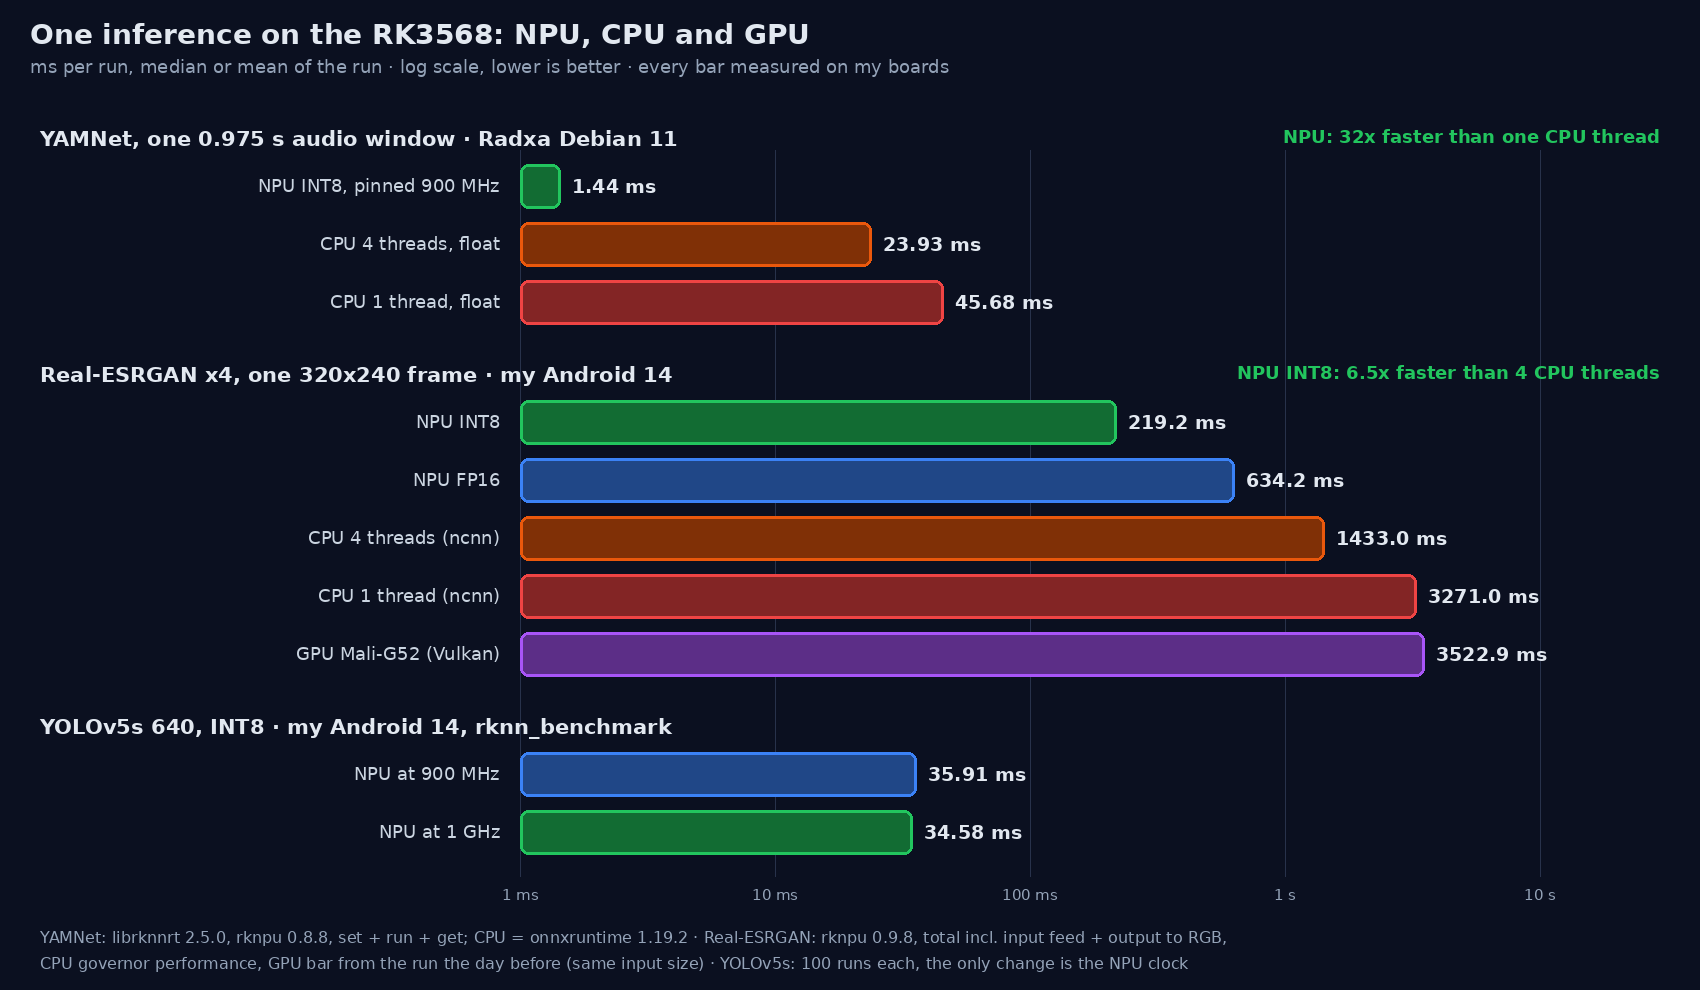 One inference on the RK3568: NPU, CPU and GPU
ms per run, median or mean of the run · log scale, lower is better · every bar measured on my boards
YAMNet, one 0.975 s audio window · Radxa Debian 11
NPU: 32x faster than one CPU thread
NPU INT8, pinned 900 MHz 1.44 ms
CPU 4 threads, float 23.93 ms
CPU 1 thread, float 45.68 ms
Real-ESRGAN x4, one 320x240 frame · my Android 14
NPU INT8: 6.5x faster than 4 CPU threads
NPU INT8 219.2 ms
NPU FP16 634.2 ms
CPU 4 threads (ncnn) 1433.0 ms
CPU 1 thread (ncnn) 3271.0 ms
GPU Mali-G52 (Vulkan) 3522.9 ms
YOLOv5s 640, INT8 · my Android 14, rknn_benchmark
NPU at 900 MHz 35.91 ms
NPU at 1 GHz 34.58 ms
1 ms 10 ms 100 ms 1 s 10 s
YAMNet: librknnrt 2.5.0, rknpu 0.8.8, set + run + get; CPU = onnxruntime 1.19.2 · Real-ESRGAN: rknpu 0.9.8, total incl. input feed + output to RGB,
CPU governor performance, GPU bar from the run the day before (same input size) · YOLOv5s: 100 runs each, the only change is the NPU clock